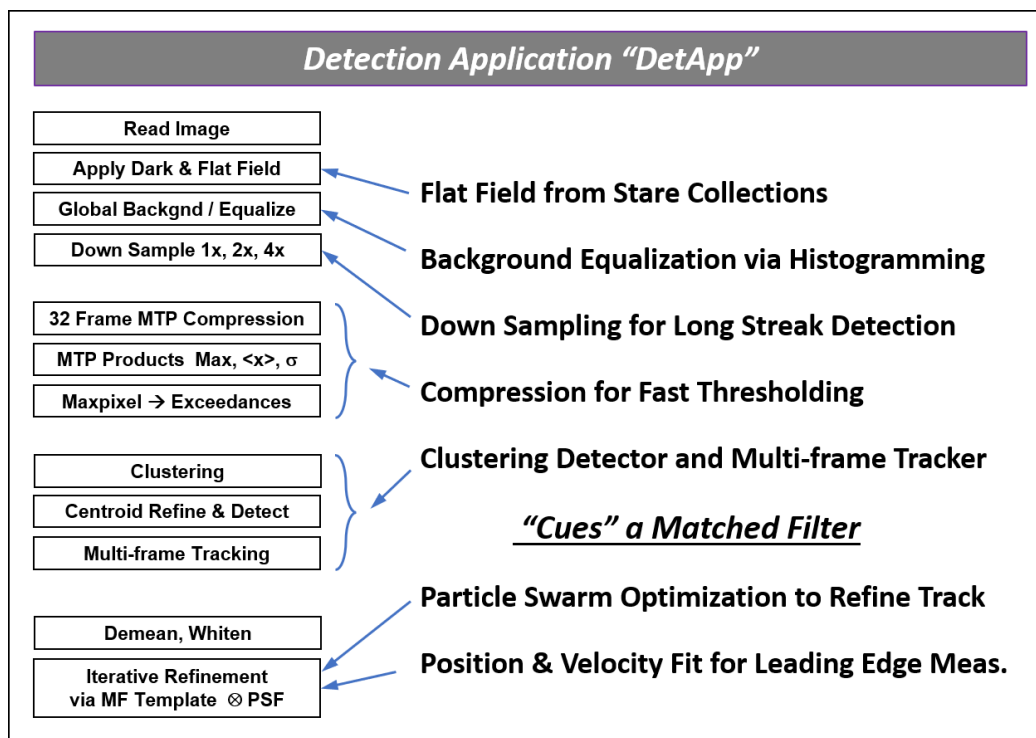 Detection Application “DetApp”
Read Image
Apply Dark & Flat Field
Global Backgnd / Equalize
Down Sample 1x, 2x, 4x
32 Frame MTP Compression
MTP Products Max, <x>, σ
Maxpixel → Exceedances
Clustering
Centroid Refine & Detect
Multi-frame Tracking
Demean, Whiten
Iterative Refinement
via MF Template ⊗ PSF
Flat Field from Stare Collections
Background Equalization via Histogramming
Down Sampling for Long Streak Detection
Compression for Fast Thresholding
Clustering Detector and Multi-frame Tracker
“Cues” a Matched Filter
Particle Swarm Optimization to Refine Track
Position & Velocity Fit for Leading Edge Meas.